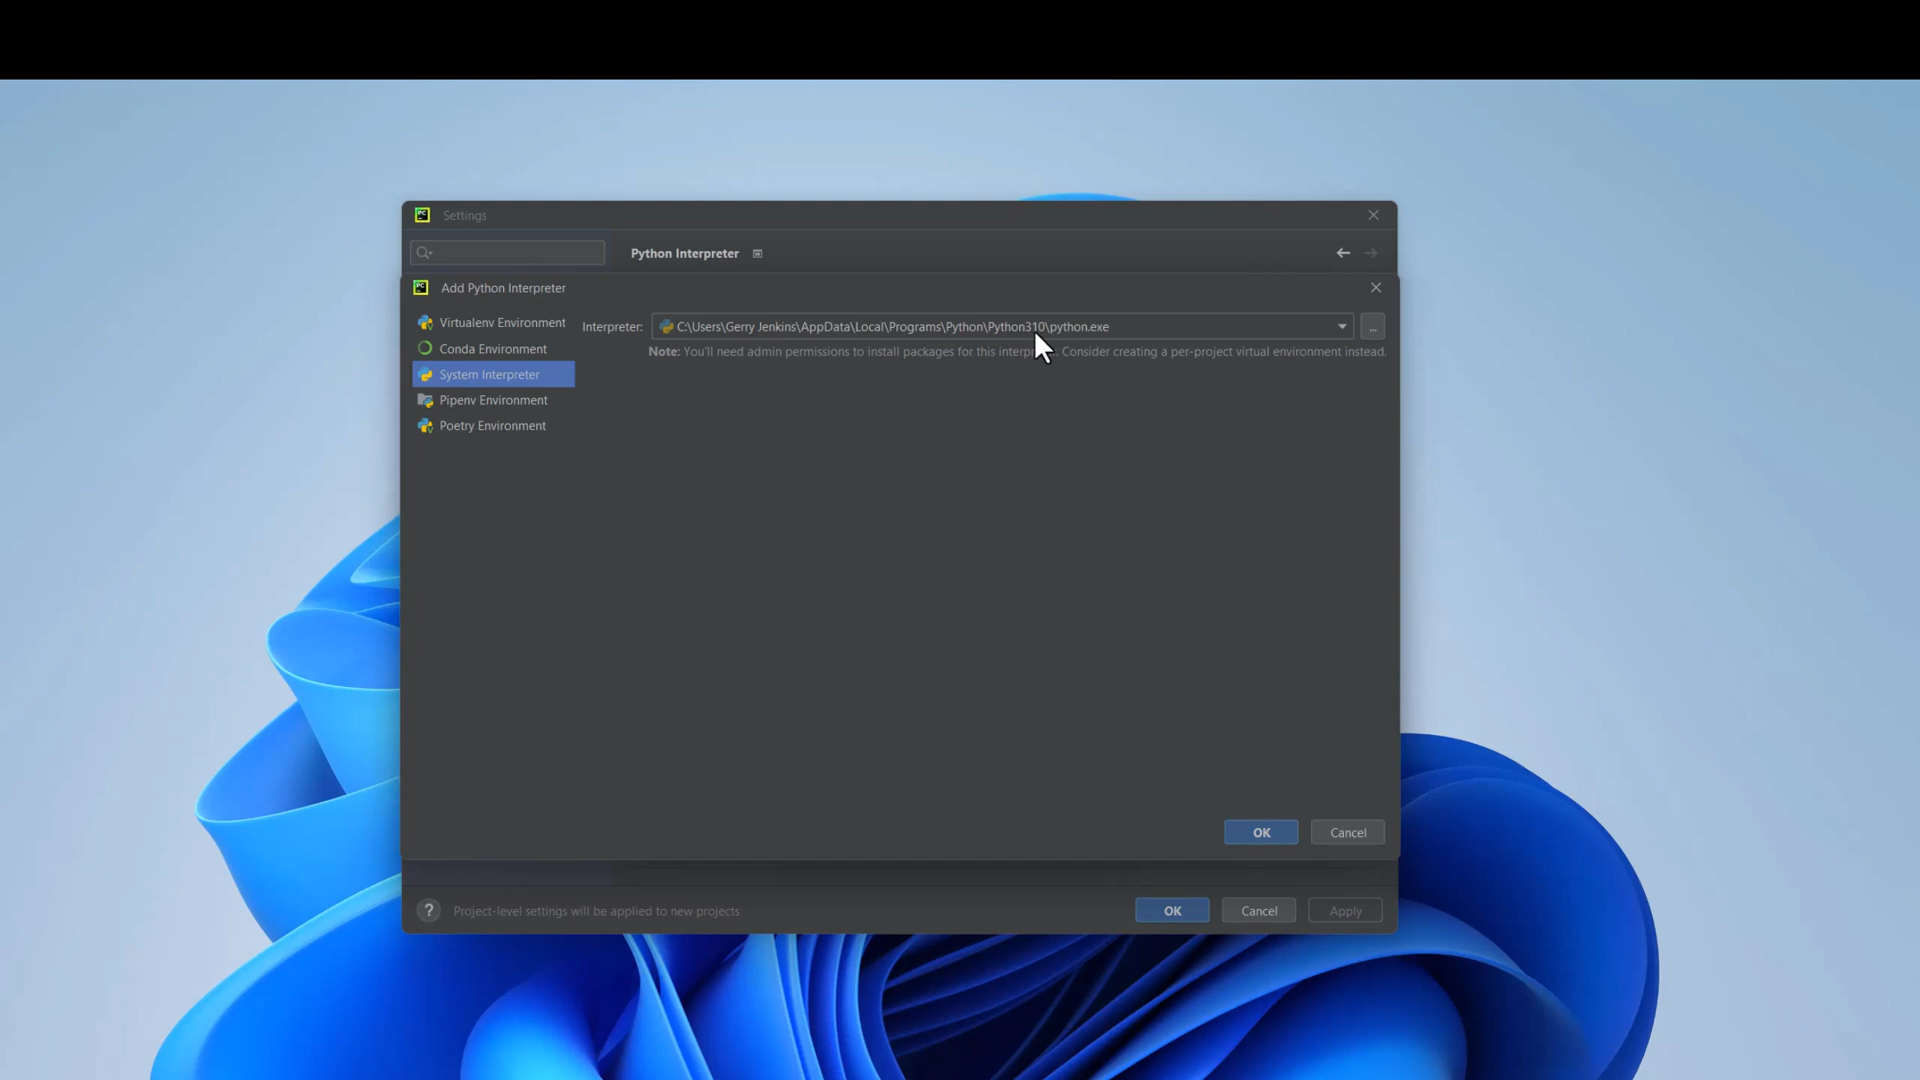 Settings
Python Interpreter
Add Python Interpreter
Virtualenv Environment
Interpreter: C:\Users\Gerry Jenkins\AppData\Local\Programs\Python\Python310\python.exe ...
Note: You'll need admin permissions to install packages for this Consider creating a per-project virtual environment instead.
Conda Environment
System Interpreter
Pipenv Environment
Poetry Environment
OK Cancel
? Project-level settings will be applied to new projects OK Cancel Apply